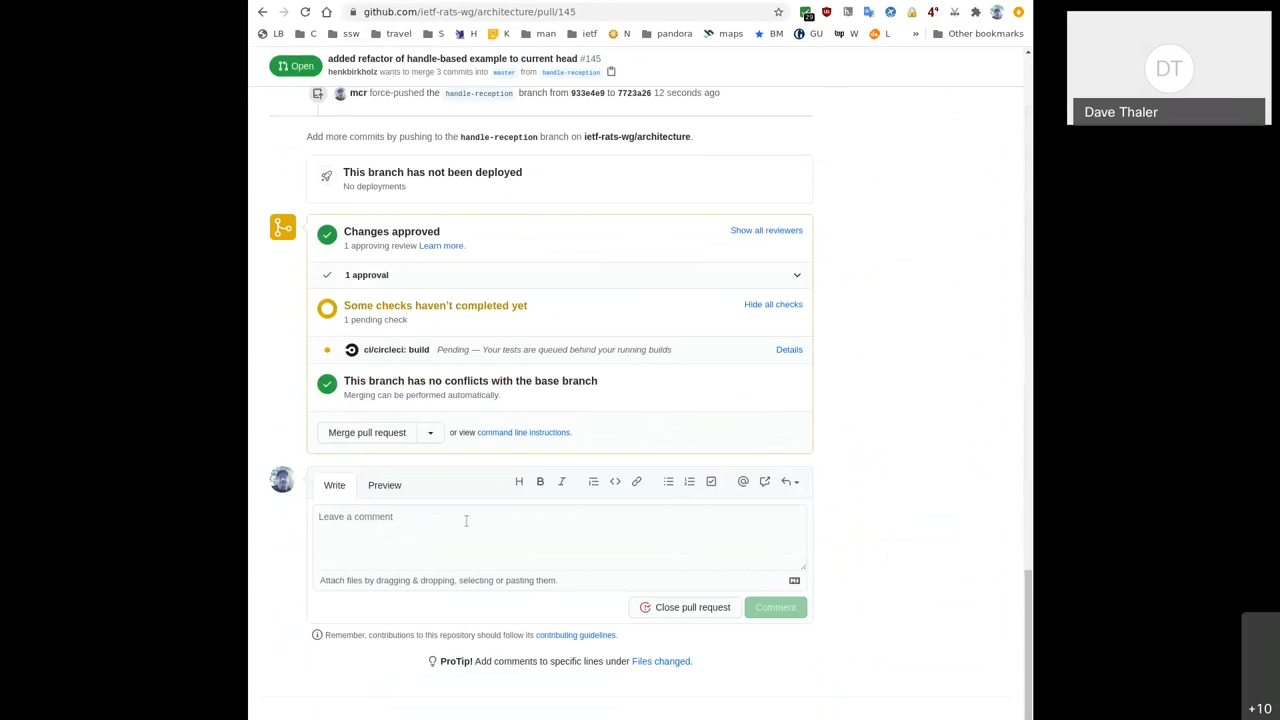 github.com/ietf-rats-wg/architecture/pull/145
29
4⁹
LB
C
ssw
travel
S
H
K
man
ietf
N
pandora
maps
BM
GU
W
L
»
Other bookmarks
Open
added refactor of handle-based example to current head #145
henkbirkholz wants to merge 3 commits into master from handle-reception
mcr force-pushed the handle-reception branch from 933e4e9 to 7723a26 12 seconds ago
Add more commits by pushing to the handle-reception branch on ietf-rats-wg/architecture.
This branch has not been deployed
No deployments
Changes approved
Show all reviewers
1 approving review Learn more.
1 approval
Some checks haven't completed yet
Hide all checks
1 pending check
ci/circleci: build Pending — Your tests are queued behind your running builds
Details
This branch has no conflicts with the base branch
Merging can be performed automatically.
Merge pull request
or view command line instructions.
Write
Preview
H B I
Leave a comment
Attach files by dragging & dropping, selecting or pasting them.
Close pull request
Comment
Remember, contributions to this repository should follow its contributing guidelines.
ProTip! Add comments to specific lines under Files changed.
DT
Dave Thaler
+10